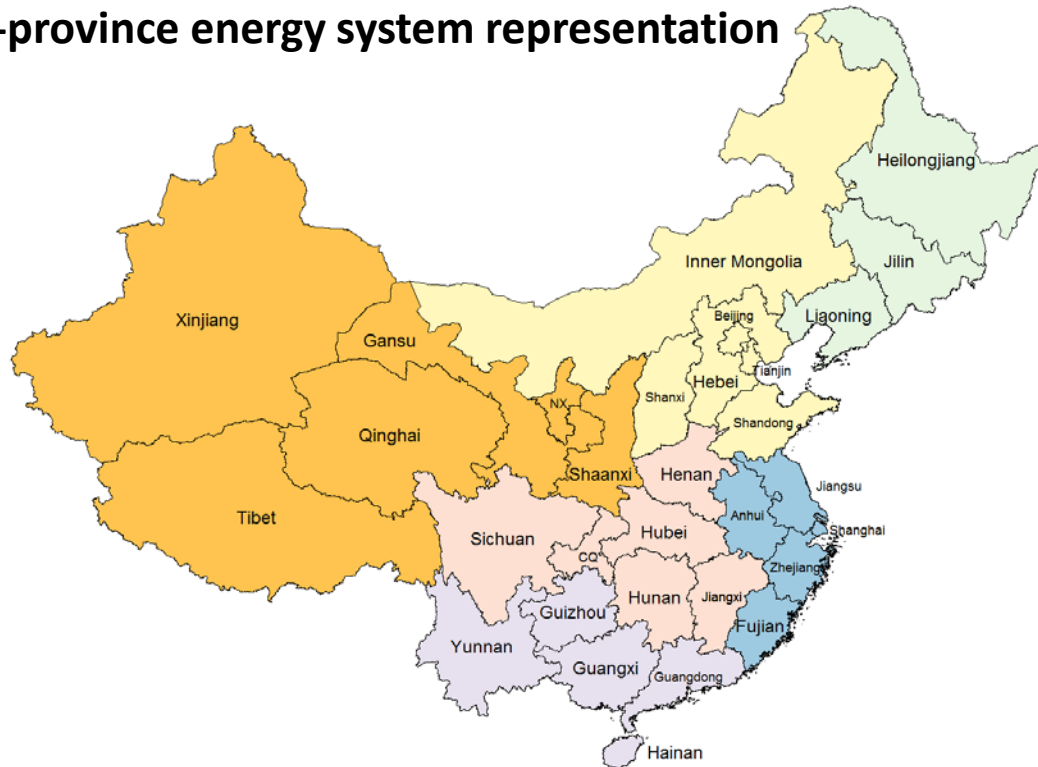 -province energy system representation
Heilongjiang
Inner Mongolia
Jilin
Xinjiang
Beijing
Liaoning
Gansu
Tianjin
Hebei
Shanxi
NX
Shandong
Qinghai
Shaanxi
Henan
Jiangsu
Tibet
Anhui
Shanghai
Sichuan
Hubei
CQ
Zhejiang
Hunan
Jiangxi
Guizhou
Fujian
Yunnan
Guangxi
Guangdong
Hainan